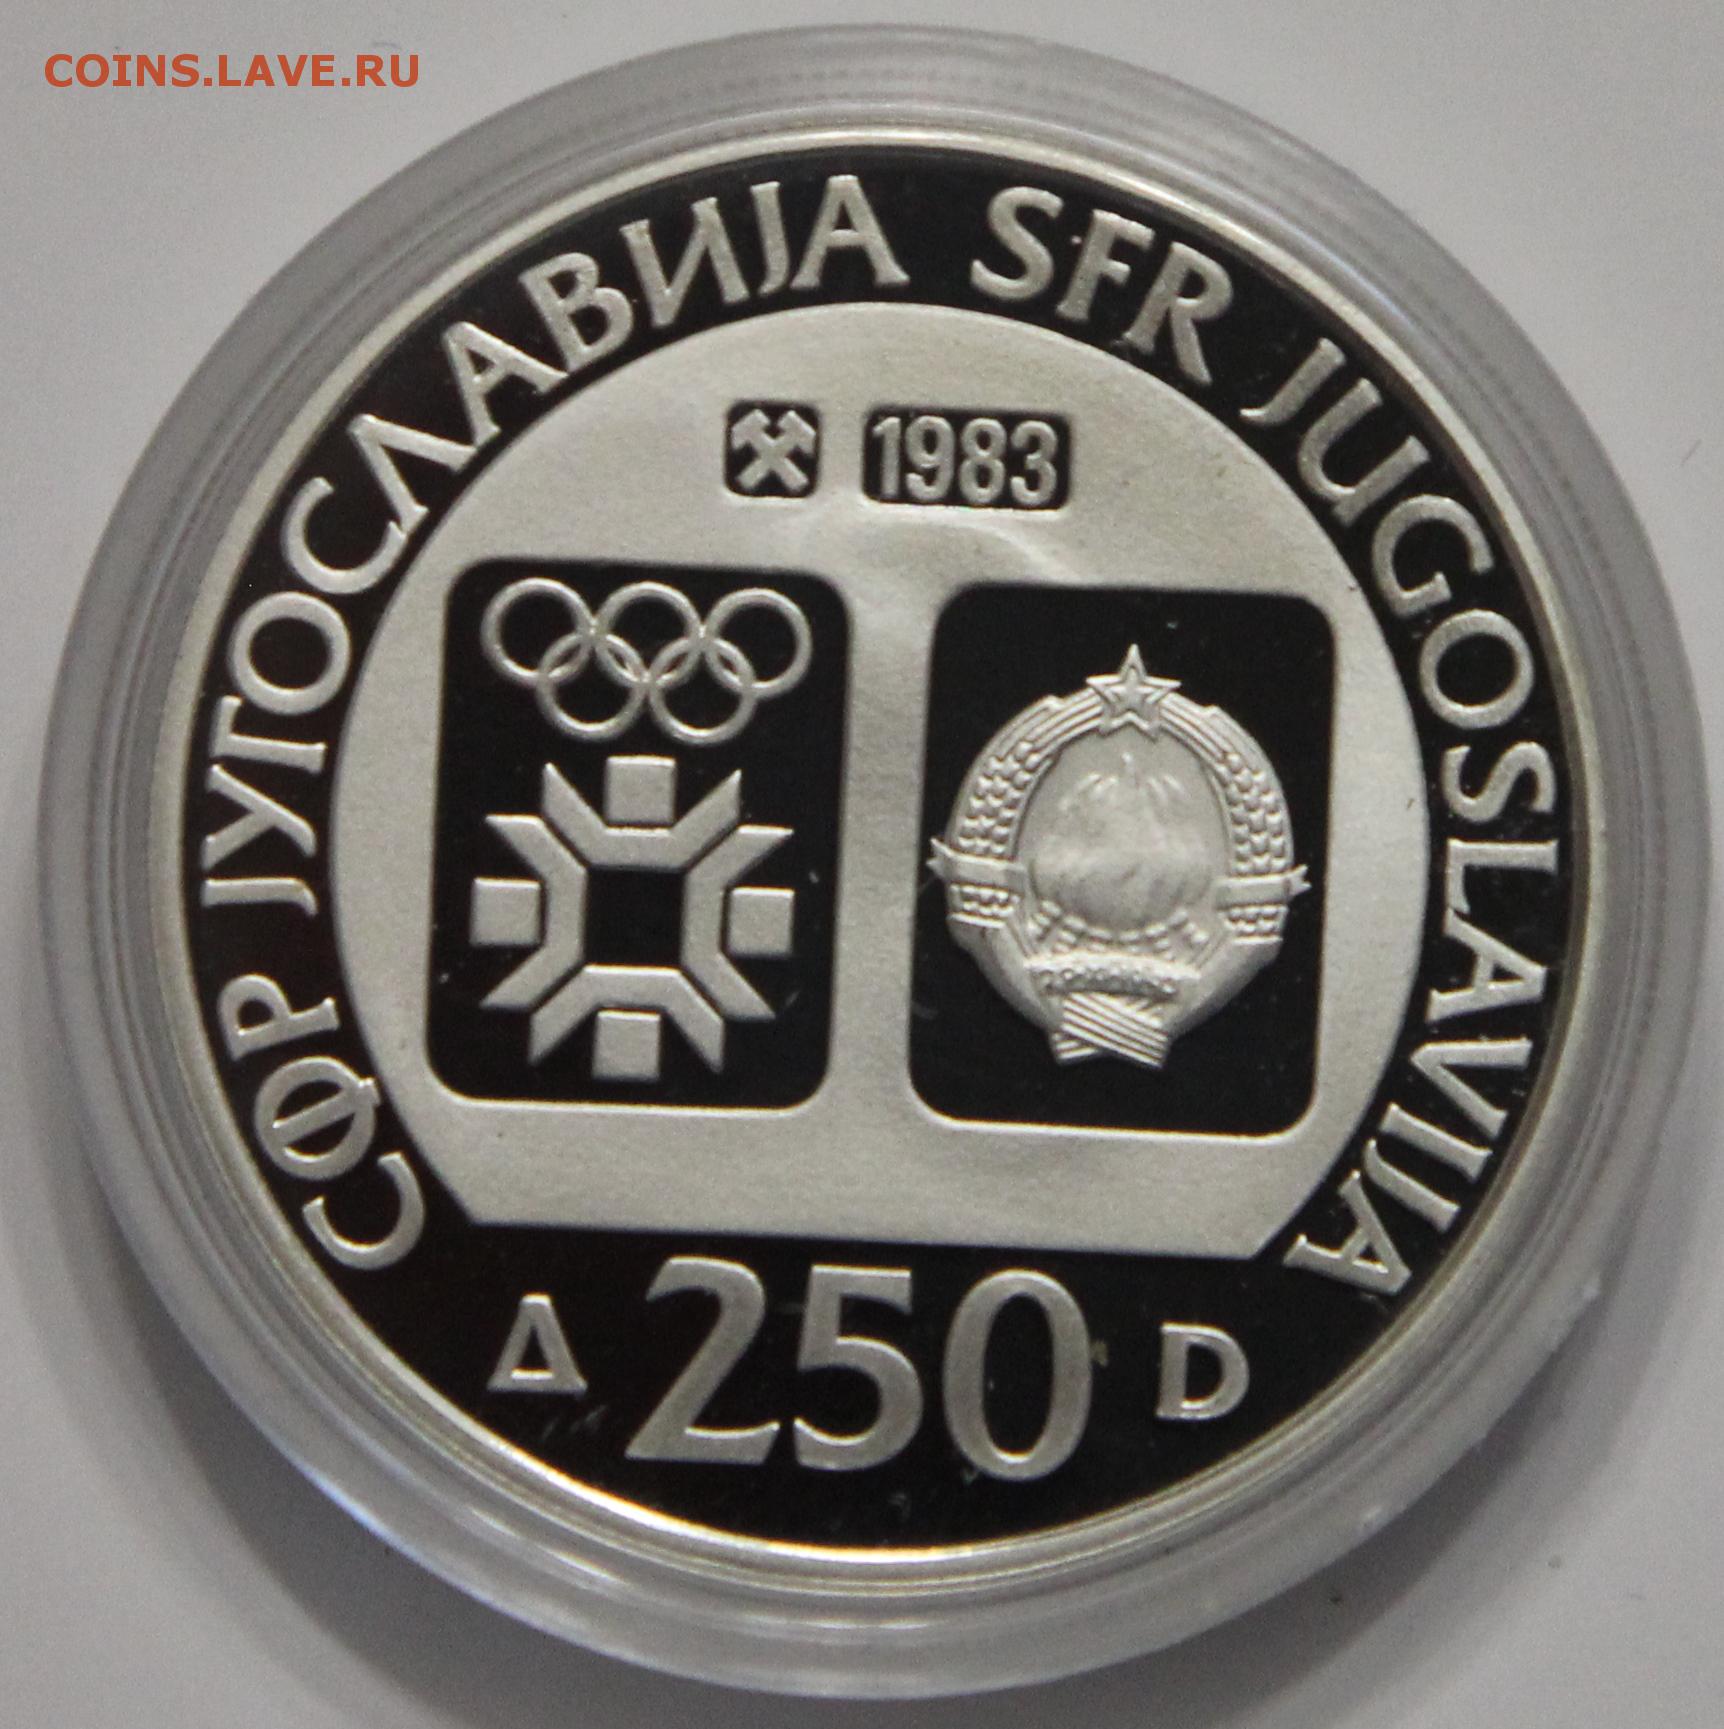 COINS.LAVE.RU
СФР ЈУГОСЛАВИЈА SFR JUGOSLAVIJA
1983
Д 250 D